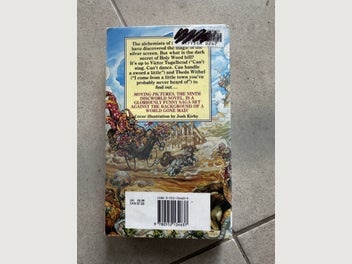 The alchemists of
have discovered the magic of the
silver screen. But what is the dark
secret of Holy Wood hill?
It's up to Victor Tugelbend ("Can't
sing. Can't dance. Can handle
a sword a little") and Theda Withel
("I come from a little town you've
probably never heard of") to
find out...
MOVING PICTURES, THE NINTH
DISCWORLD NOVEL, IS A
GLORIOUSLY FUNNY SAGA SET
AGAINST THE BACKGROUND OF A
WORLD GONE MAD!
Cover illustration by Josh Kirby